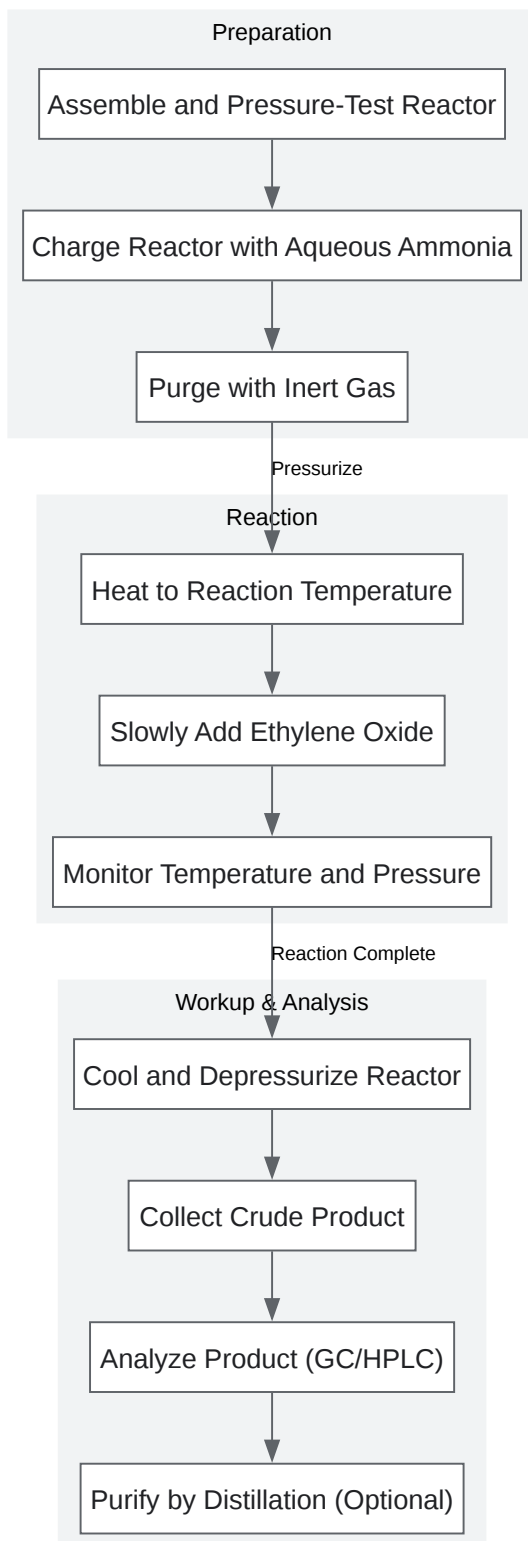 Preparation
Assemble and Pressure-Test Reactor
Charge Reactor with Aqueous Ammonia
Purge with Inert Gas
Pressurize
Reaction
Heat to Reaction Temperature
Slowly Add Ethylene Oxide
Monitor Temperature and Pressure
Reaction Complete
Workup & Analysis
Cool and Depressurize Reactor
Collect Crude Product
Analyze Product (GC/HPLC)
Purify by Distillation (Optional)